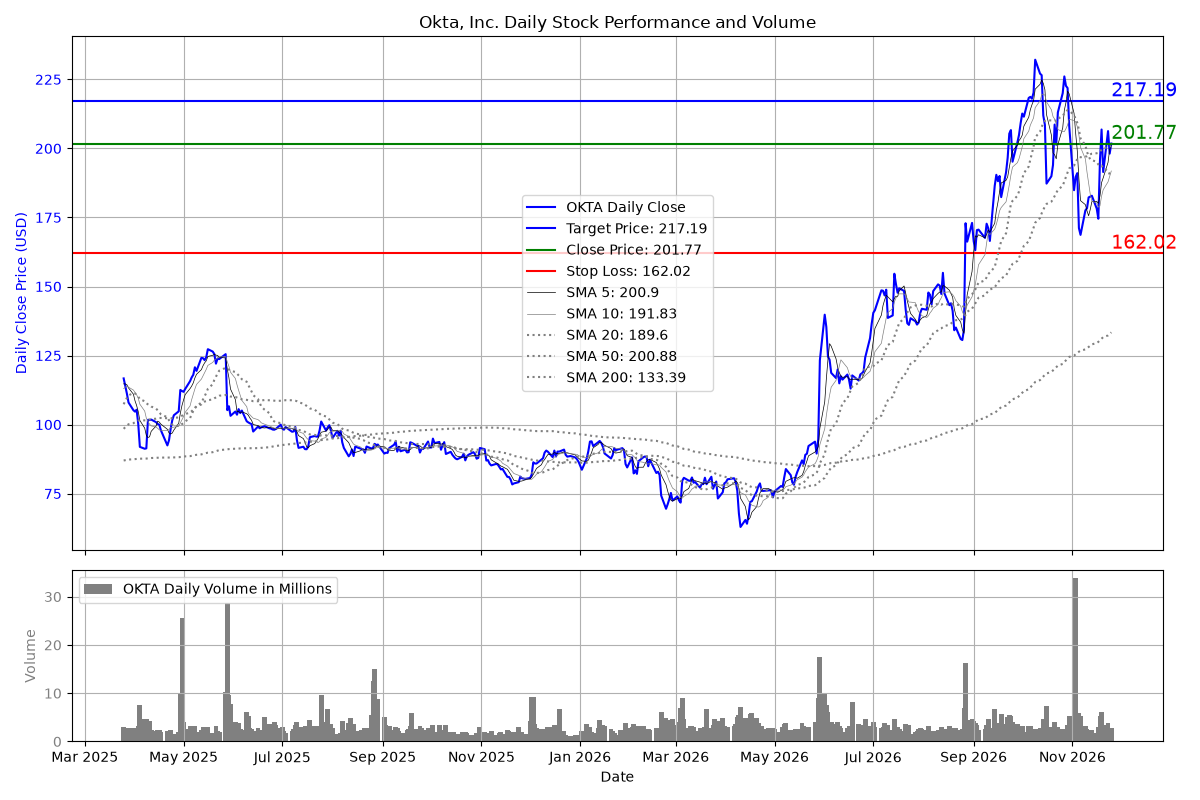 Okta, Inc. Daily Stock Performance and Volume
Daily Close Price (USD)
225
200
175
150
125
100
75
217.19
201.77
162.02
OKTA Daily Close
Target Price: 217.19
Close Price: 201.77
Stop Loss: 162.02
SMA 5: 200.9
SMA 10: 191.83
SMA 20: 189.6
SMA 50: 200.88
SMA 200: 133.39
OKTA Daily Volume in Millions
Volume
30
20
10
0
Mar 2025
May 2025
Jul 2025
Sep 2025
Nov 2025
Jan 2026
Mar 2026
May 2026
Jul 2026
Sep 2026
Nov 2026
Date